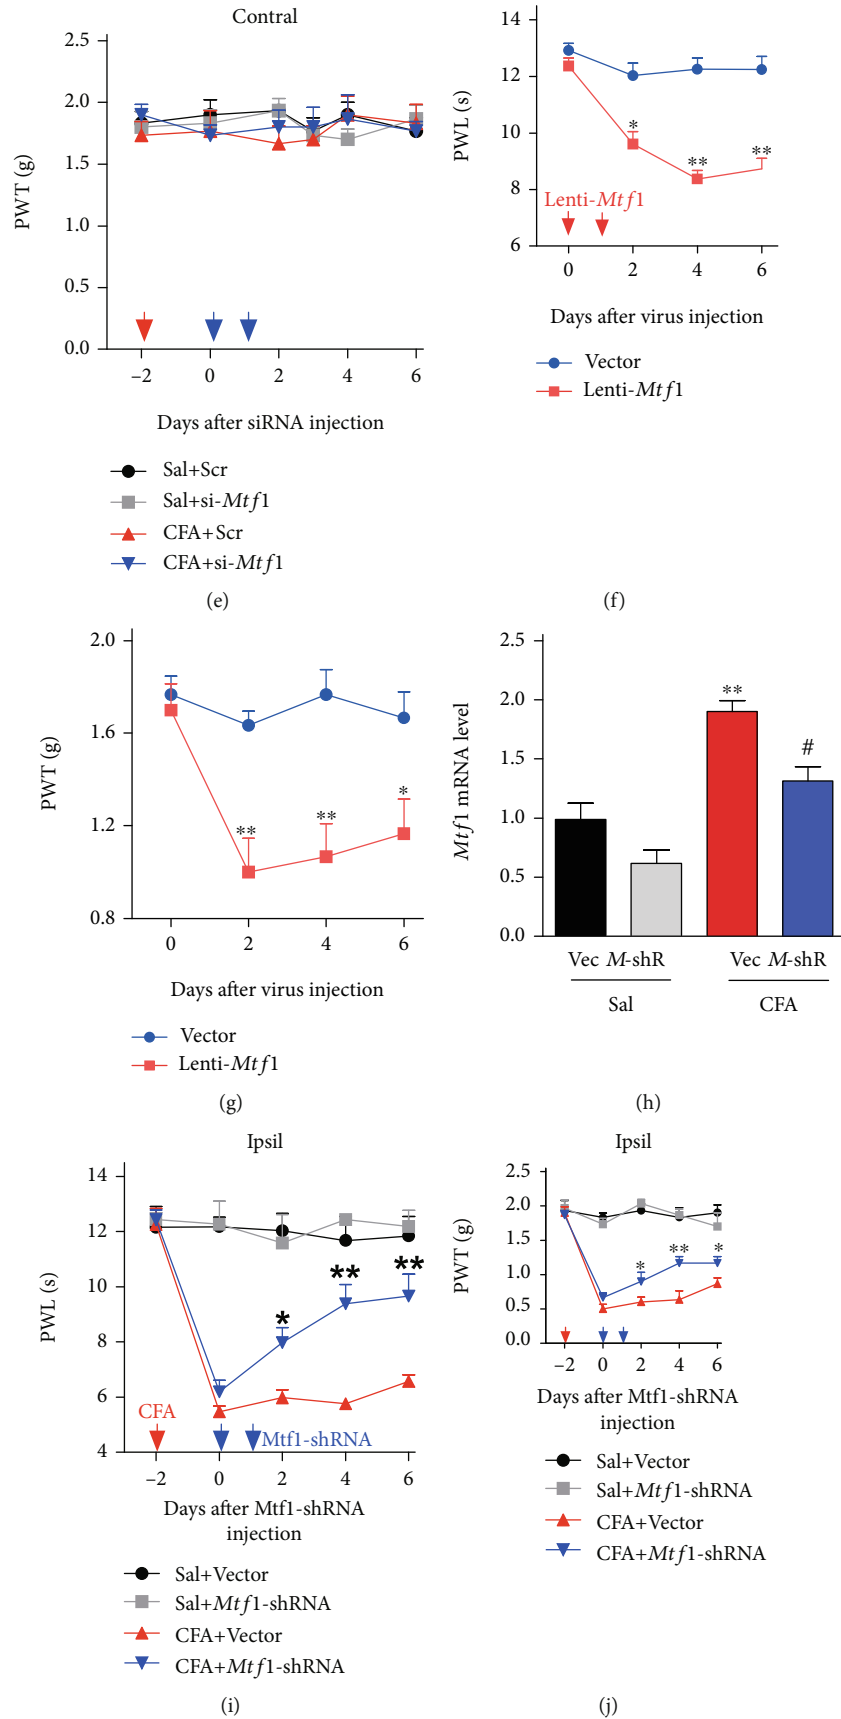 Contral
2.5
2.0
1.5
1.0
0.5
0.0
PWT (g)
−2 0 2 4 6
Days after siRNA injection
Sal+Scr
Sal+si-Mtf1
CFA+Scr
CFA+si-Mtf1
(e)
12
10
8
6
PWL (s)
* ** **
Lenti-Mtf1
0 2 4 6
Days after virus injection
Vector
Lenti-Mtf1
(f)
2.0
1.6
1.2
0.8
PWT (g)
** ** *
0 2 4 6
Days after virus injection
Vector
Lenti-Mtf1
(g)
2.5
2.0
1.5
1.0
0.5
0.0
Mtf1 mRNA level
**
#
Vec M-shR Vec M-shR
Sal CFA
(h)
Ipsil
14
12
10
8
6
4
PWL (s)
* ** **
CFA
Mtf1-shRNA
−2 0 2 4 6
Days after Mtf1-shRNA
injection
Sal+Vector
Sal+Mtf1-shRNA
CFA+Vector
CFA+Mtf1-shRNA
(i)
Ipsil
2.5
2.0
1.5
1.0
0.5
0.0
PWT (g)
* ** *
−2 0 2 4 6
Days after Mtf1-shRNA
injection
Sal+Vector
Sal+Mtf1-shRNA
CFA+Vector
CFA+Mtf1-shRNA
(j)